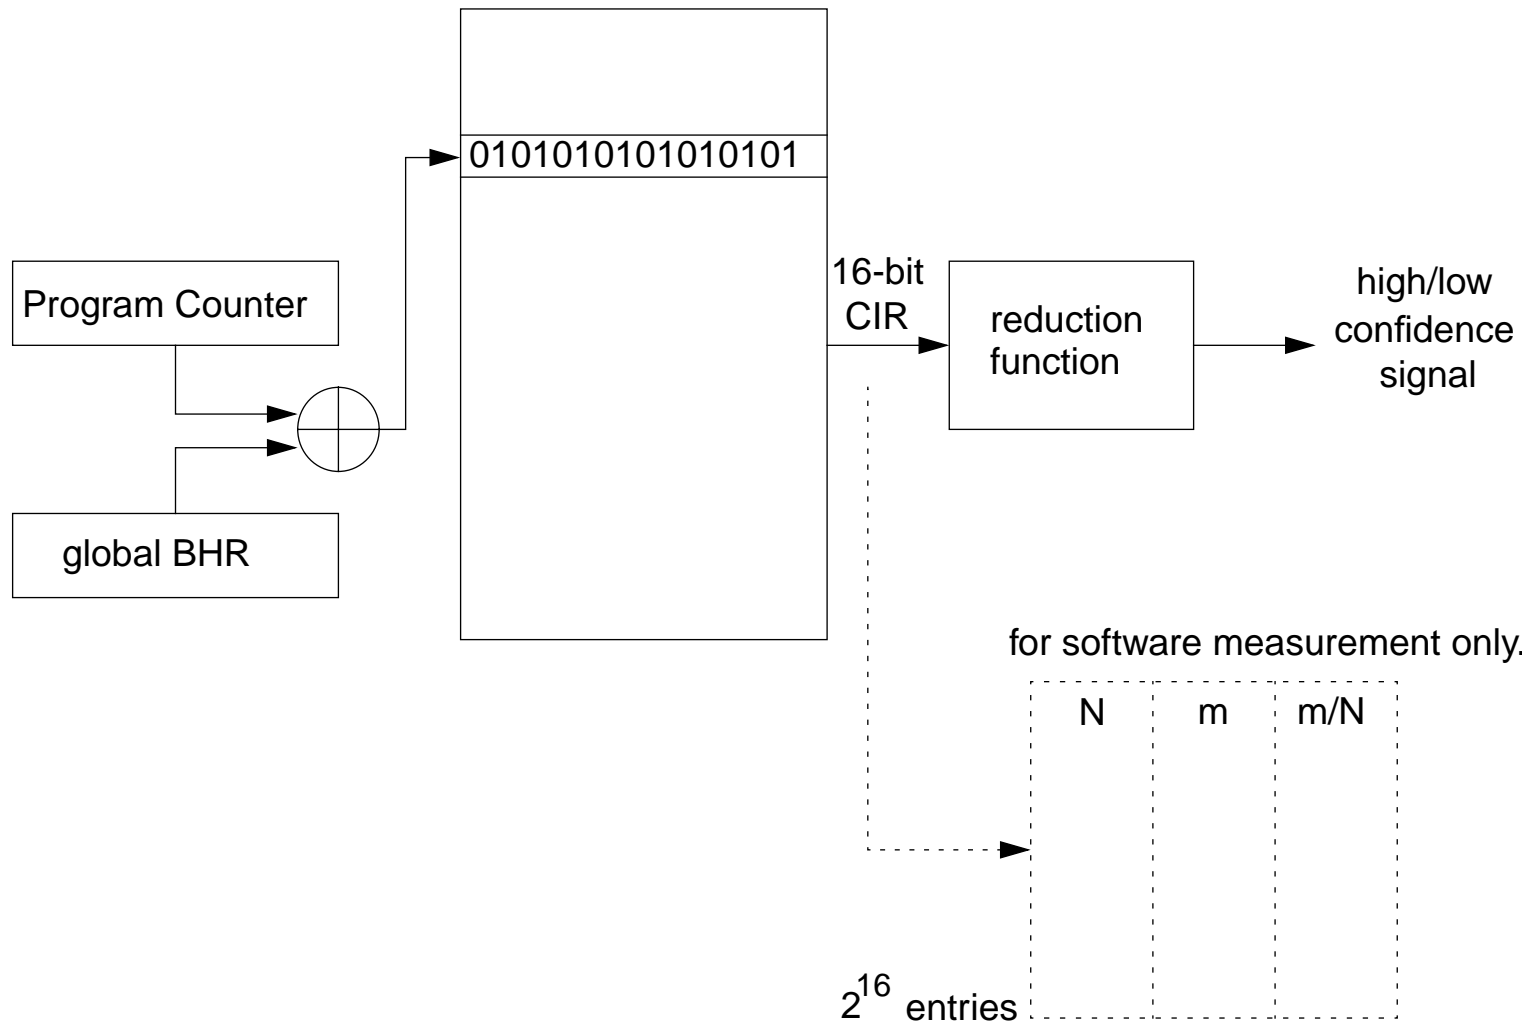 0101010101010101
Program Counter
global BHR
16-bit
CIR
reduction
function
high/low
confidence
signal
for software measurement only.
N m m/N
2^16 entries